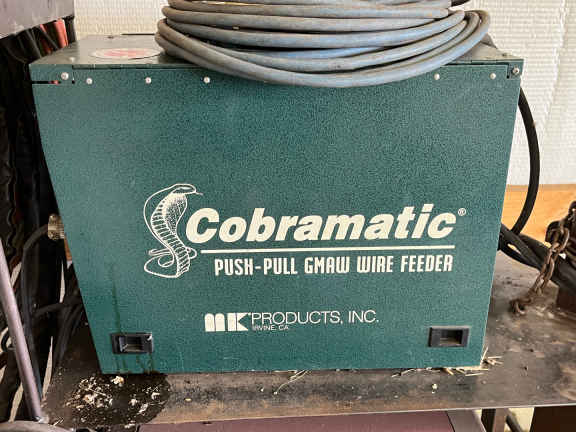 Cobramatic®
PUSH-PULL GMAW WIRE FEEDER
MK PRODUCTS, INC.
IRVINE, CA